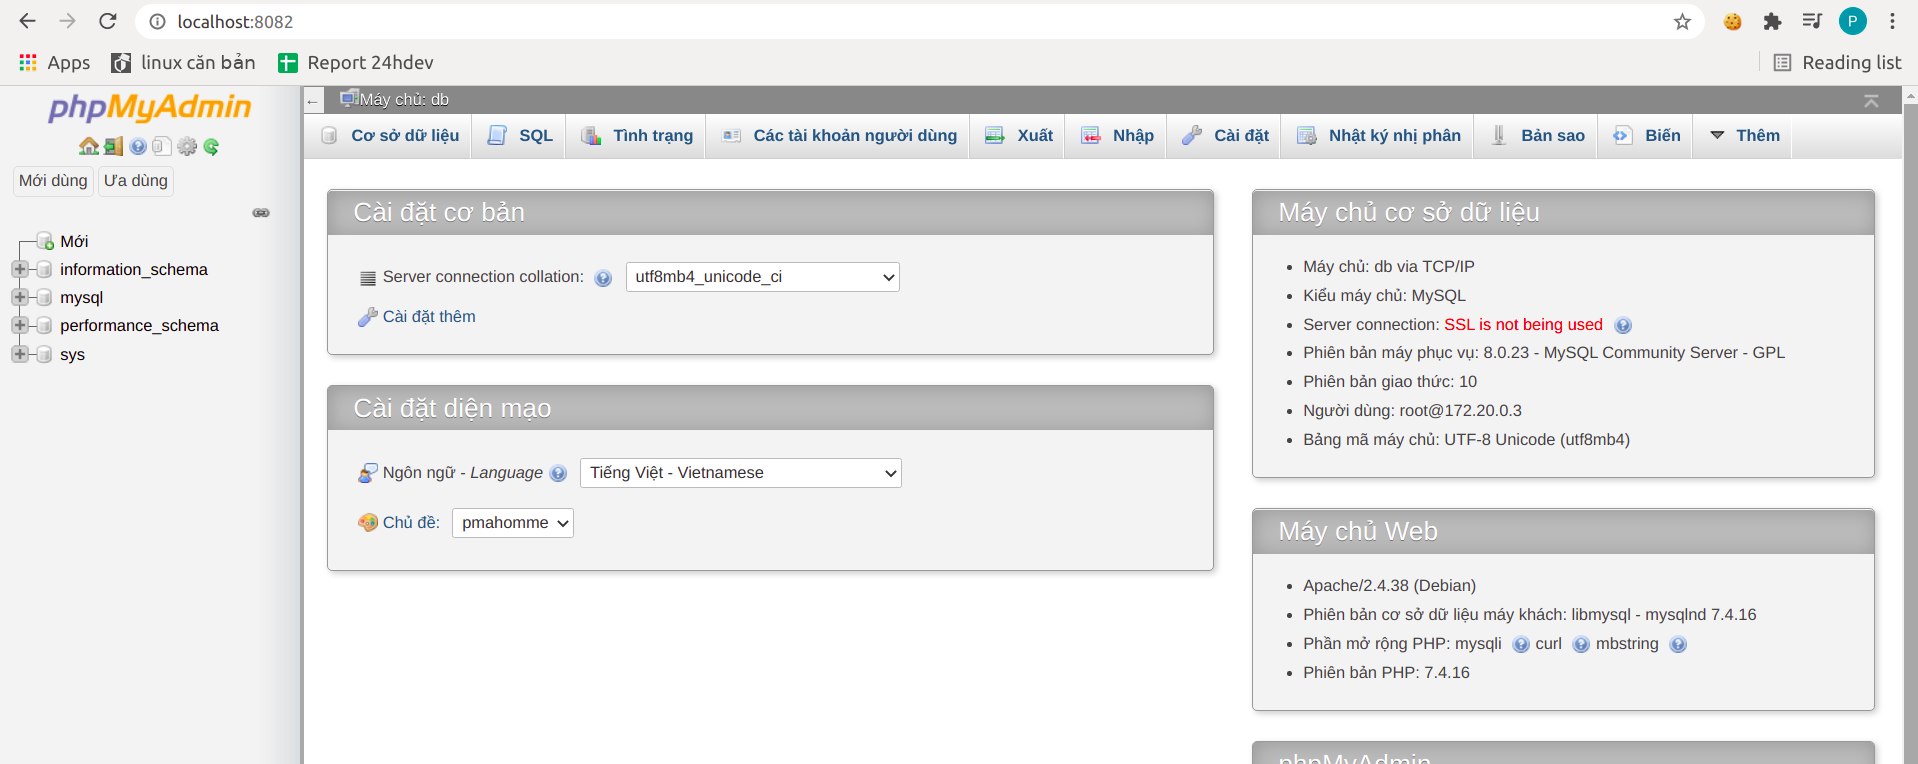 localhost:8082
P
Apps linux căn bản Report 24hdev Reading list
phpMyAdmin
Mới dùng Ưa dùng
Mới
information_schema
mysql
performance_schema
sys
← Máy chủ: db
Cơ sở dữ liệu SQL Tình trạng Các tài khoản người dùng Xuất Nhập Cài đặt Nhật ký nhị phân Bản sao Biến Thêm
Cài đặt cơ bản
Server connection collation: utf8mb4_unicode_ci
Cài đặt thêm
Cài đặt diện mạo
Ngôn ngữ - Language Tiếng Việt - Vietnamese
Chủ đề: pmahomme
Máy chủ cơ sở dữ liệu
• Máy chủ: db via TCP/IP
• Kiểu máy chủ: MySQL
• Server connection: SSL is not being used
• Phiên bản máy phục vụ: 8.0.23 - MySQL Community Server - GPL
• Phiên bản giao thức: 10
• Người dùng: root@172.20.0.3
• Bảng mã máy chủ: UTF-8 Unicode (utf8mb4)
Máy chủ Web
• Apache/2.4.38 (Debian)
• Phiên bản cơ sở dữ liệu máy khách: libmysql - mysqlnd 7.4.16
• Phần mở rộng PHP: mysqli curl mbstring
• Phiên bản PHP: 7.4.16
phpMyAdmin